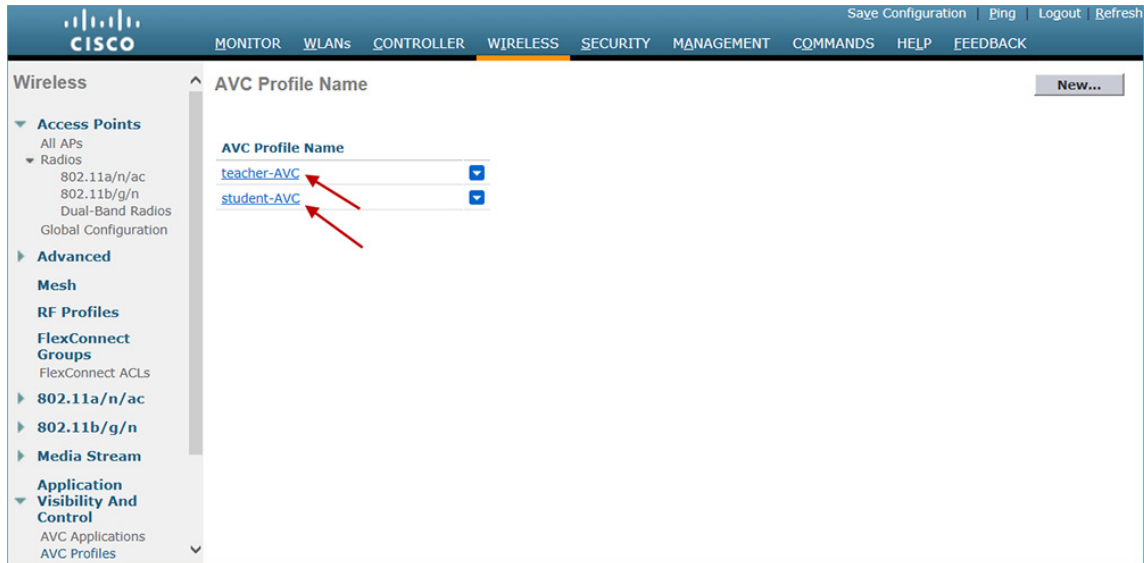 Save Configuration | Ping | Logout | Refresh
CISCO
MONITOR WLANs CONTROLLER WIRELESS SECURITY MANAGEMENT COMMANDS HELP FEEDBACK
Wireless
Access Points
All APs
Radios
802.11a/n/ac
802.11b/g/n
Dual-Band Radios
Global Configuration
Advanced
Mesh
RF Profiles
FlexConnect
Groups
FlexConnect ACLs
802.11a/n/ac
802.11b/g/n
Media Stream
Application
Visibility And
Control
AVC Applications
AVC Profiles
AVC Profile Name
New...
AVC Profile Name
teacher-AVC
student-AVC